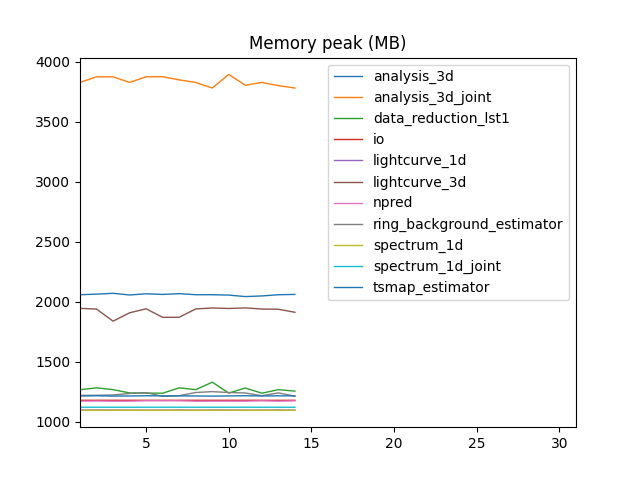 Memory peak (MB)
4000
3500
3000
2500
2000
1500
1000
analysis_3d
analysis_3d_joint
data_reduction_lst1
io
lightcurve_1d
lightcurve_3d
npred
ring_background_estimator
spectrum_1d
spectrum_1d_joint
tsmap_estimator
5 10 15 20 25 30